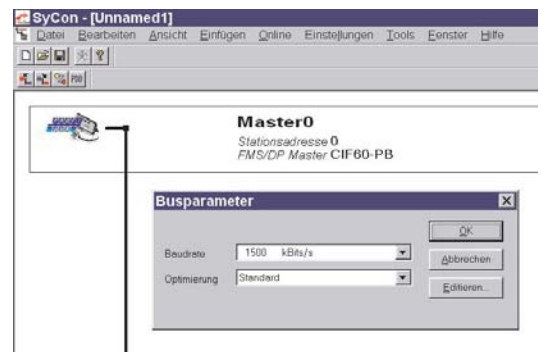 SyCon - [Unnamed1]
Datei Bearbeiten Ansicht Einfügen Online Einstellungen Tools Fenster Hilfe
PDO
Master0
Stationsadresse 0
FMS/DP Master CIF60-PB
Busparameter
OK
Baudrate 1500 kBits/s
Abbrechen
Optimierung Standard
Editieren...